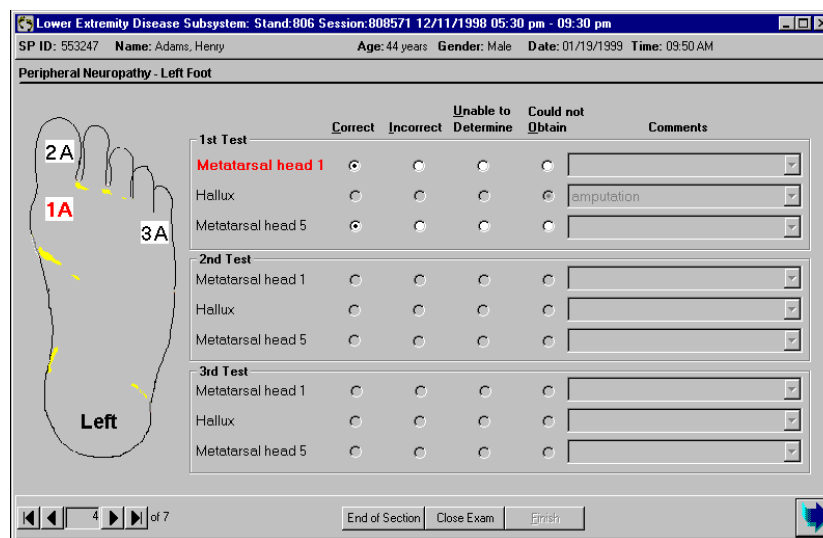 Lower Extremity Disease Subsystem: Stand:806 Session:808571 12/11/1998 05:30 pm - 09:30 pm
SP ID: 553247 Name: Adams, Henry Age: 44 years Gender: Male Date: 01/19/1999 Time: 09:50 AM
Peripheral Neuropathy - Left Foot
Correct Incorrect Unable to Determine Could not Obtain Comments
1st Test
Metatarsal head 1
Hallux amputation
Metatarsal head 5
2nd Test
Metatarsal head 1
Hallux
Metatarsal head 5
3rd Test
Metatarsal head 1
Hallux
Metatarsal head 5
2A
1A
3A
Left
4 of 7
End of Section Close Exam Finish